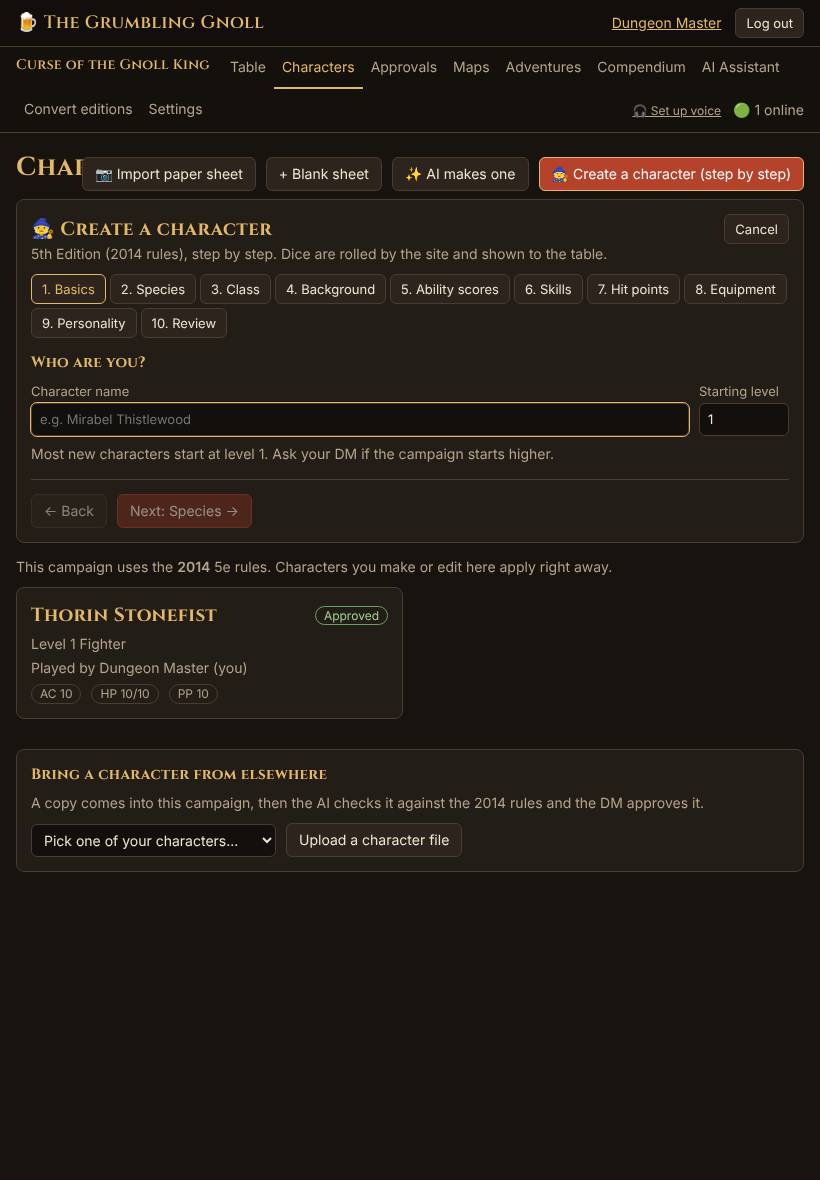 The Grumbling Gnoll
Dungeon Master
Log out
Curse of the Gnoll King
Table
Characters
Approvals
Maps
Adventures
Compendium
AI Assistant
Convert editions
Settings
Set up voice
1 online
Import paper sheet
+ Blank sheet
AI makes one
Create a character (step by step)
Create a character
Cancel
5th Edition (2014 rules), step by step. Dice are rolled by the site and shown to the table.
1. Basics
2. Species
3. Class
4. Background
5. Ability scores
6. Skills
7. Hit points
8. Equipment
9. Personality
10. Review
Who are you?
Character name
Starting level
e.g. Mirabel Thistlewood
1
Most new characters start at level 1. Ask your DM if the campaign starts higher.
← Back
Next: Species →
This campaign uses the 2014 5e rules. Characters you make or edit here apply right away.
Thorin Stonefist
Approved
Level 1 Fighter
Played by Dungeon Master (you)
AC 10
HP 10/10
PP 10
Bring a character from elsewhere
A copy comes into this campaign, then the AI checks it against the 2014 rules and the DM approves it.
Pick one of your characters...
Upload a character file